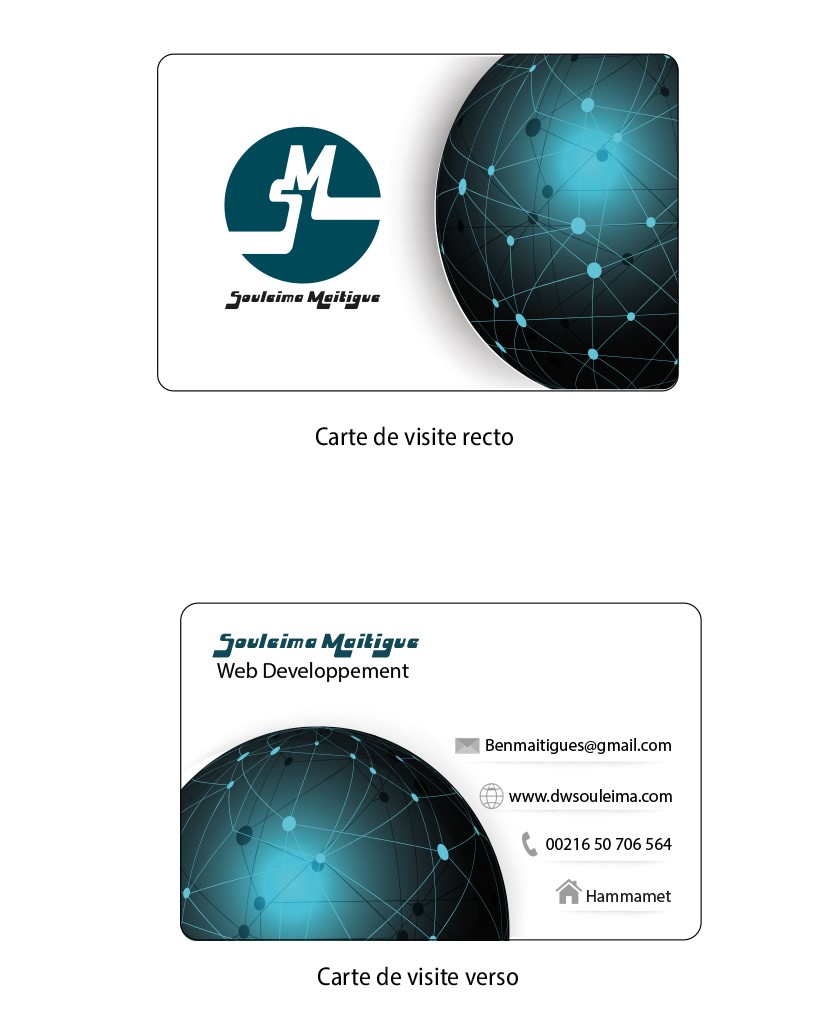 SM
Souleima Maitigue
Carte de visite recto
Souleima Maitigue
Web Developpement
Benmaitigues@gmail.com
www.dwsouleima.com
00216 50 706 564
Hammamet
Carte de visite verso